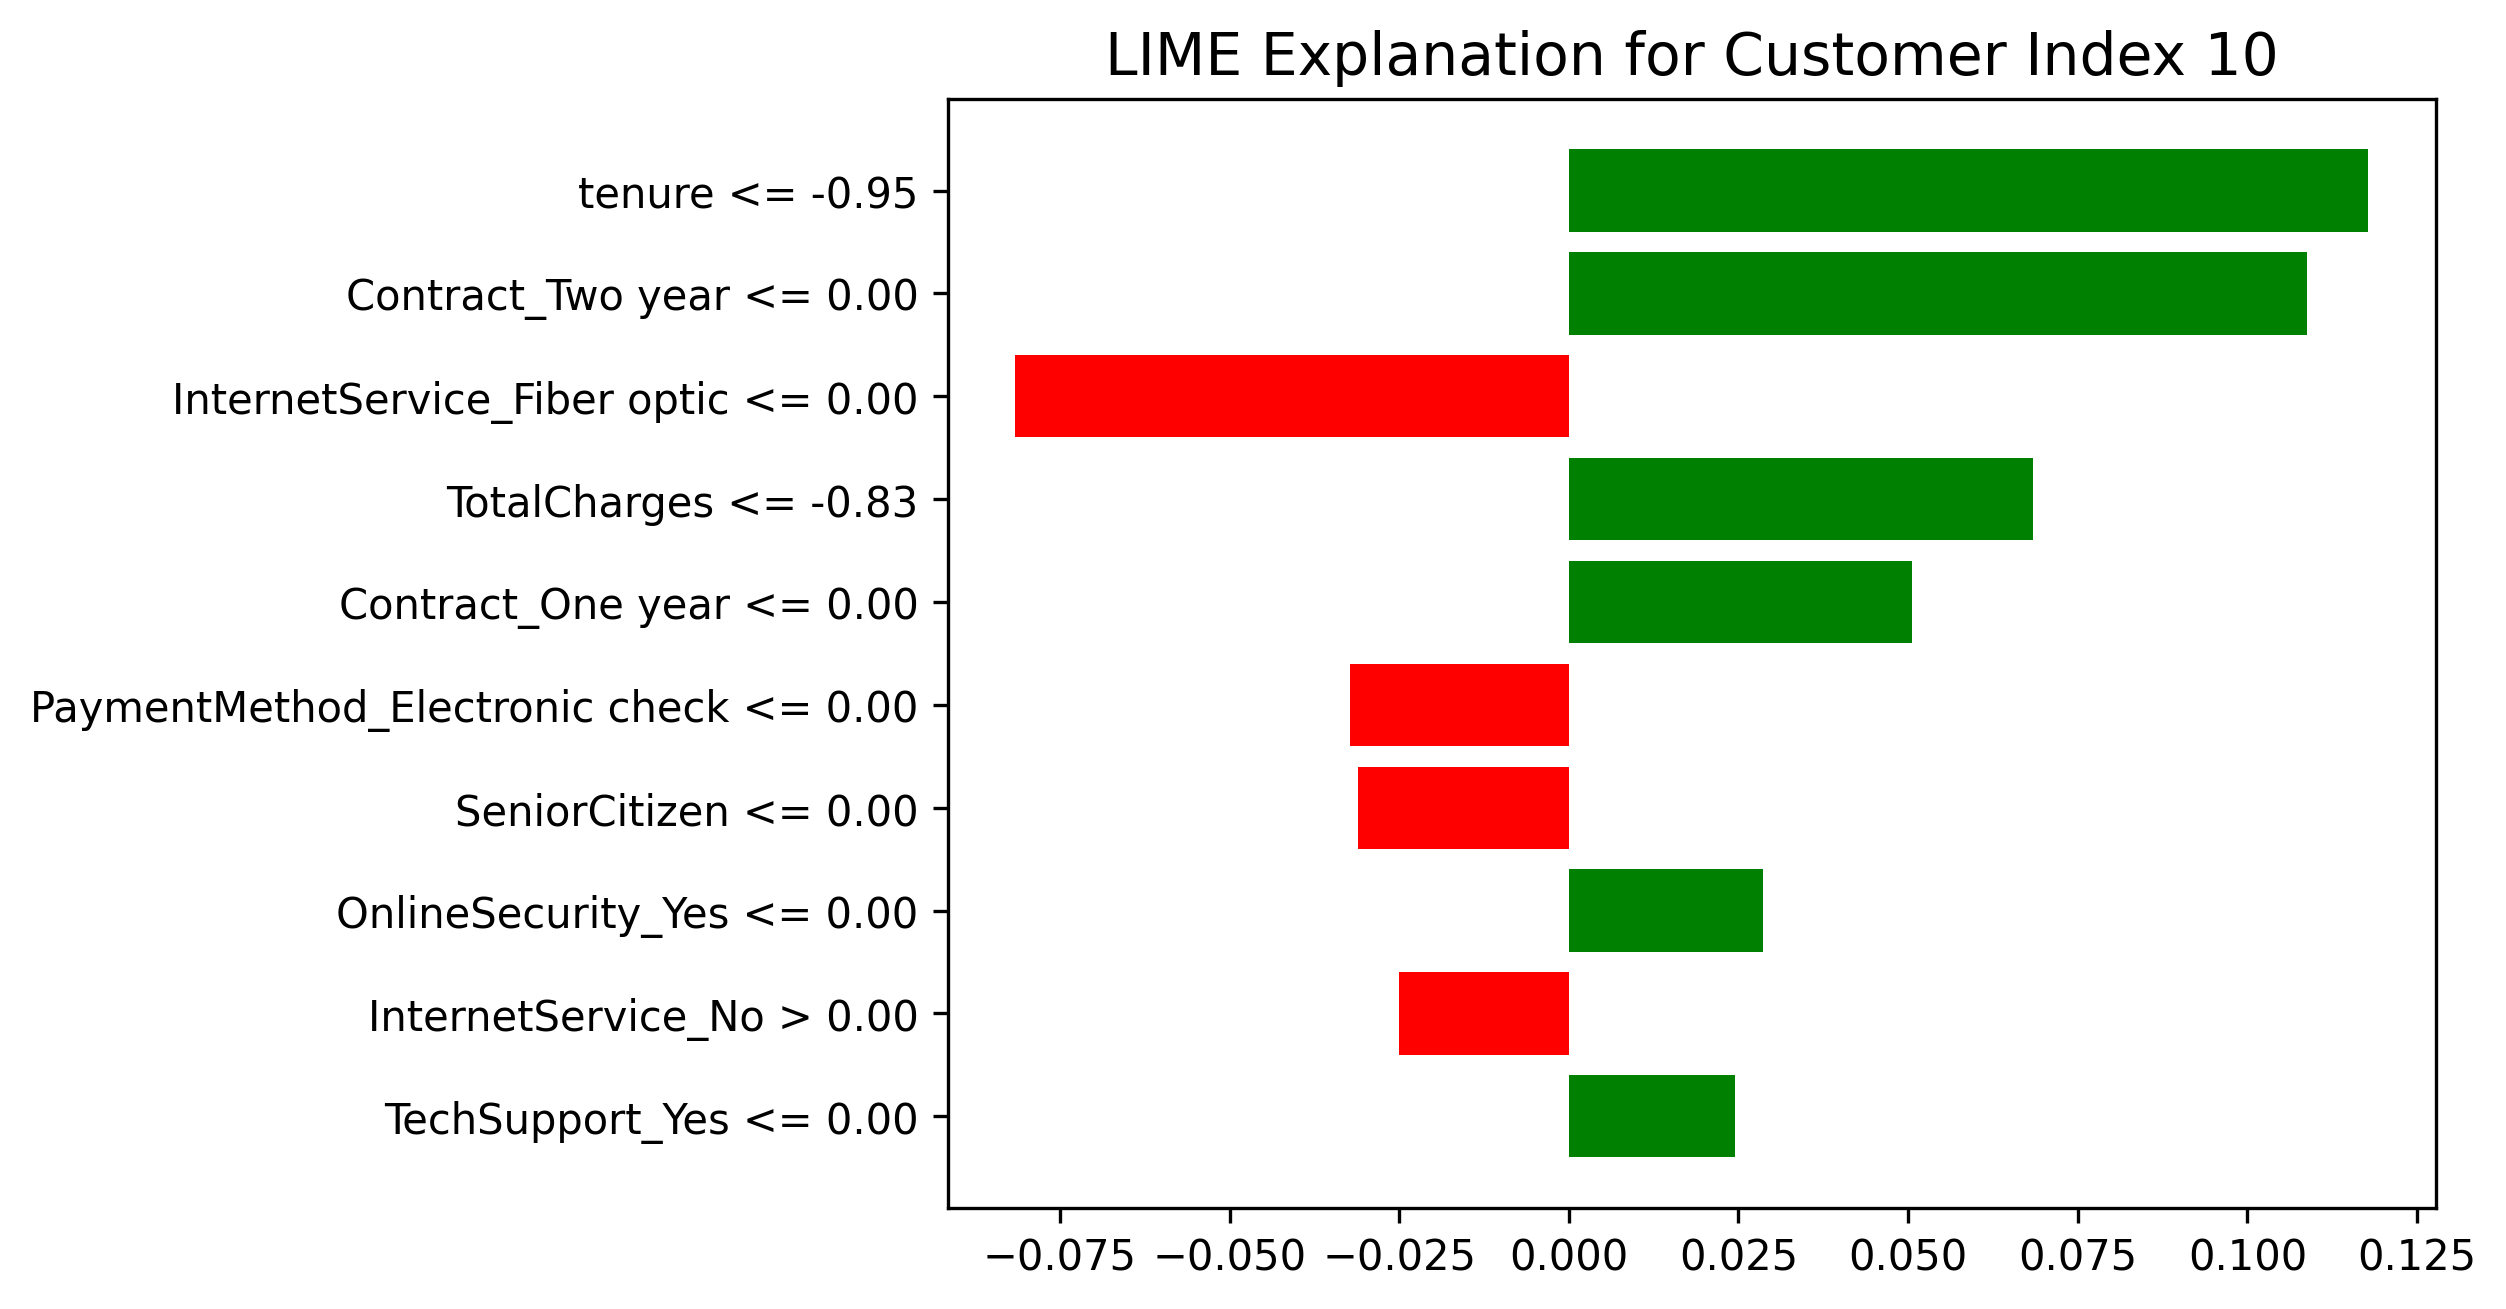 LIME Explanation for Customer Index 10
tenure <= -0.95
Contract_Two year <= 0.00
InternetService_Fiber optic <= 0.00
TotalCharges <= -0.83
Contract_One year <= 0.00
PaymentMethod_Electronic check <= 0.00
SeniorCitizen <= 0.00
OnlineSecurity_Yes <= 0.00
InternetService_No > 0.00
TechSupport_Yes <= 0.00
−0.075 −0.050 −0.025 0.000 0.025 0.050 0.075 0.100 0.125